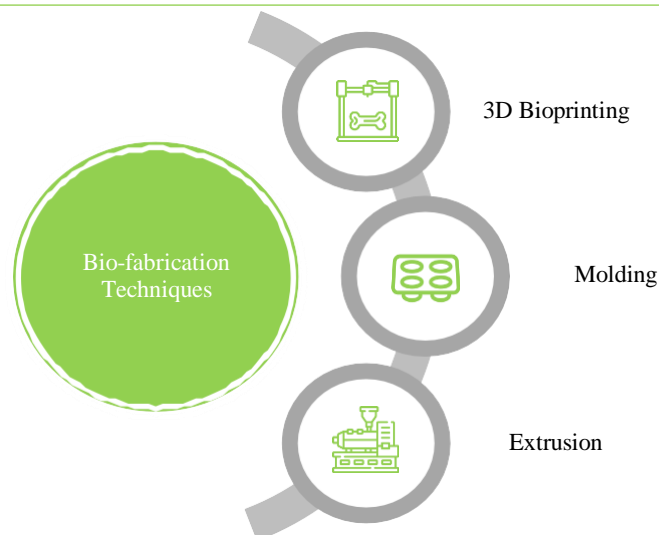 3D Bioprinting
Bio-fabrication
Techniques
Molding
Extrusion